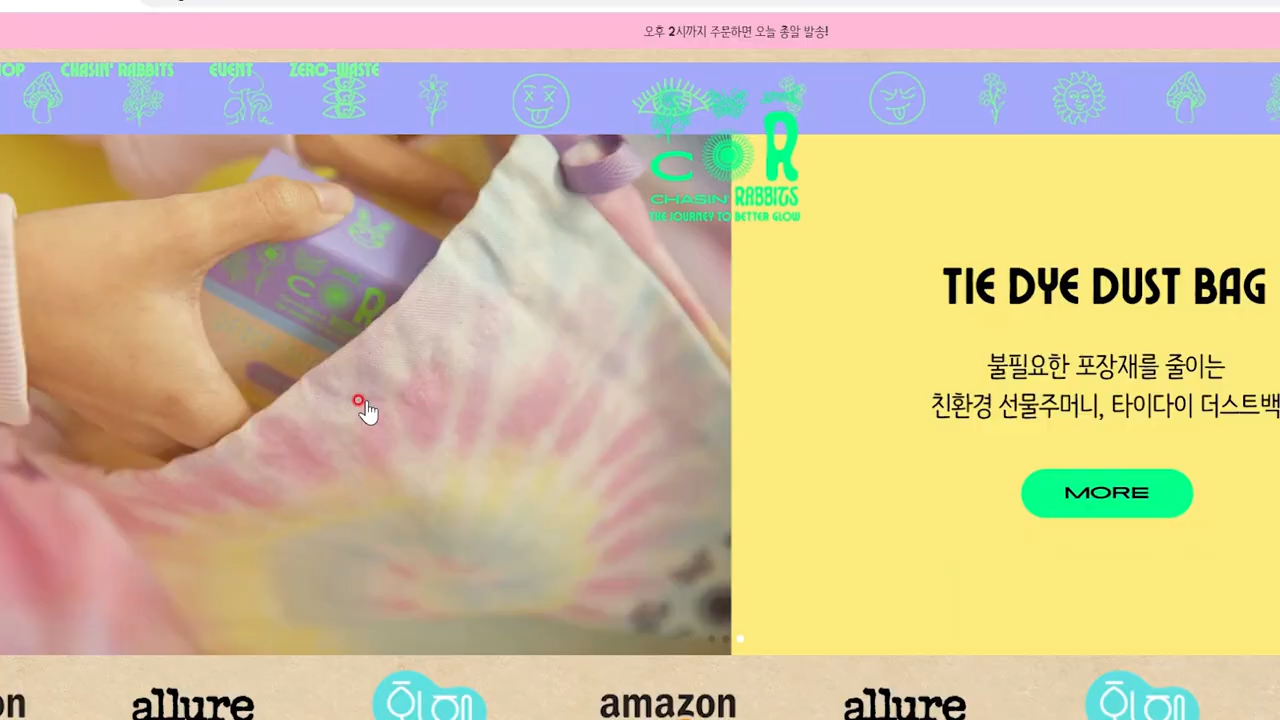 오후 2시까지 주문하면 오늘 총알 발송!
CHASIN' RABBITS
EVENT
ZERO-WASTE
COR
CHASIN' RABBITS
THE JOURNEY TO BETTER GLOW
COR
TIE DYE DUST BAG
불필요한 포장재를 줄이는
친환경 선물주머니, 타이다이 더스트백
MORE
allure
amazon
allure